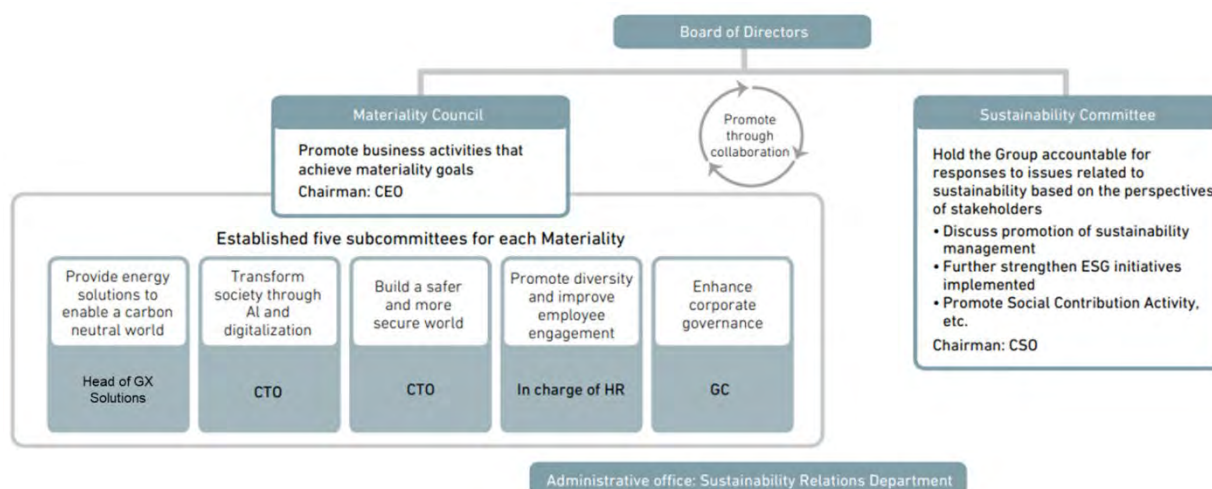 Board of Directors
Materiality Council
Promote business activities that
achieve materiality goals
Chairman: CEO
Promote
through
collaboration
Sustainability Committee
Hold the Group accountable for
responses to issues related to
sustainability based on the perspectives
of stakeholders
• Discuss promotion of sustainability
management
• Further strengthen ESG initiatives
implemented
• Promote Social Contribution Activity,
etc.
Chairman: CSO
Established five subcommittees for each Materiality
Provide energy
solutions to
enable a carbon
neutral world
Head of GX
Solutions
Transform
society through
AI and
digitalization
CTO
Build a safer
and more
secure world
CTO
Promote diversity
and improve
employee
engagement
In charge of HR
Enhance
corporate
governance
GC
Administrative office: Sustainability Relations Department